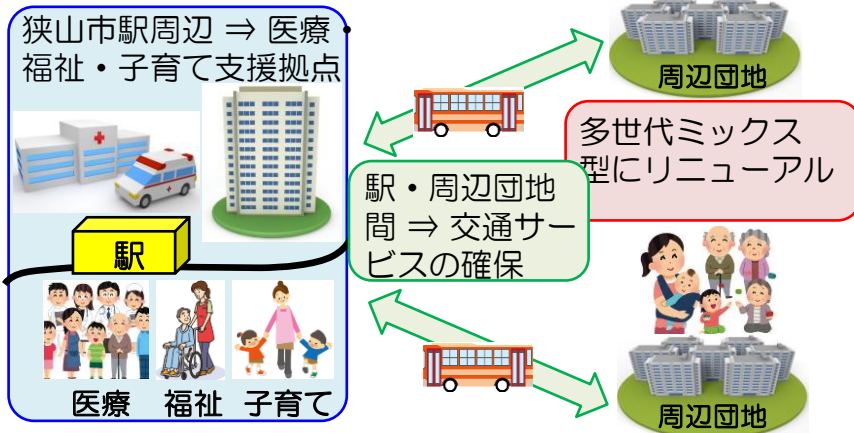 狭山市駅周辺 ⇒ 医療・
福祉・子育て支援拠点
駅
医療 福祉 子育て
駅・周辺団地
間 ⇒ 交通サー
ビスの確保
周辺団地
多世代ミックス
型にリニューアル
周辺団地